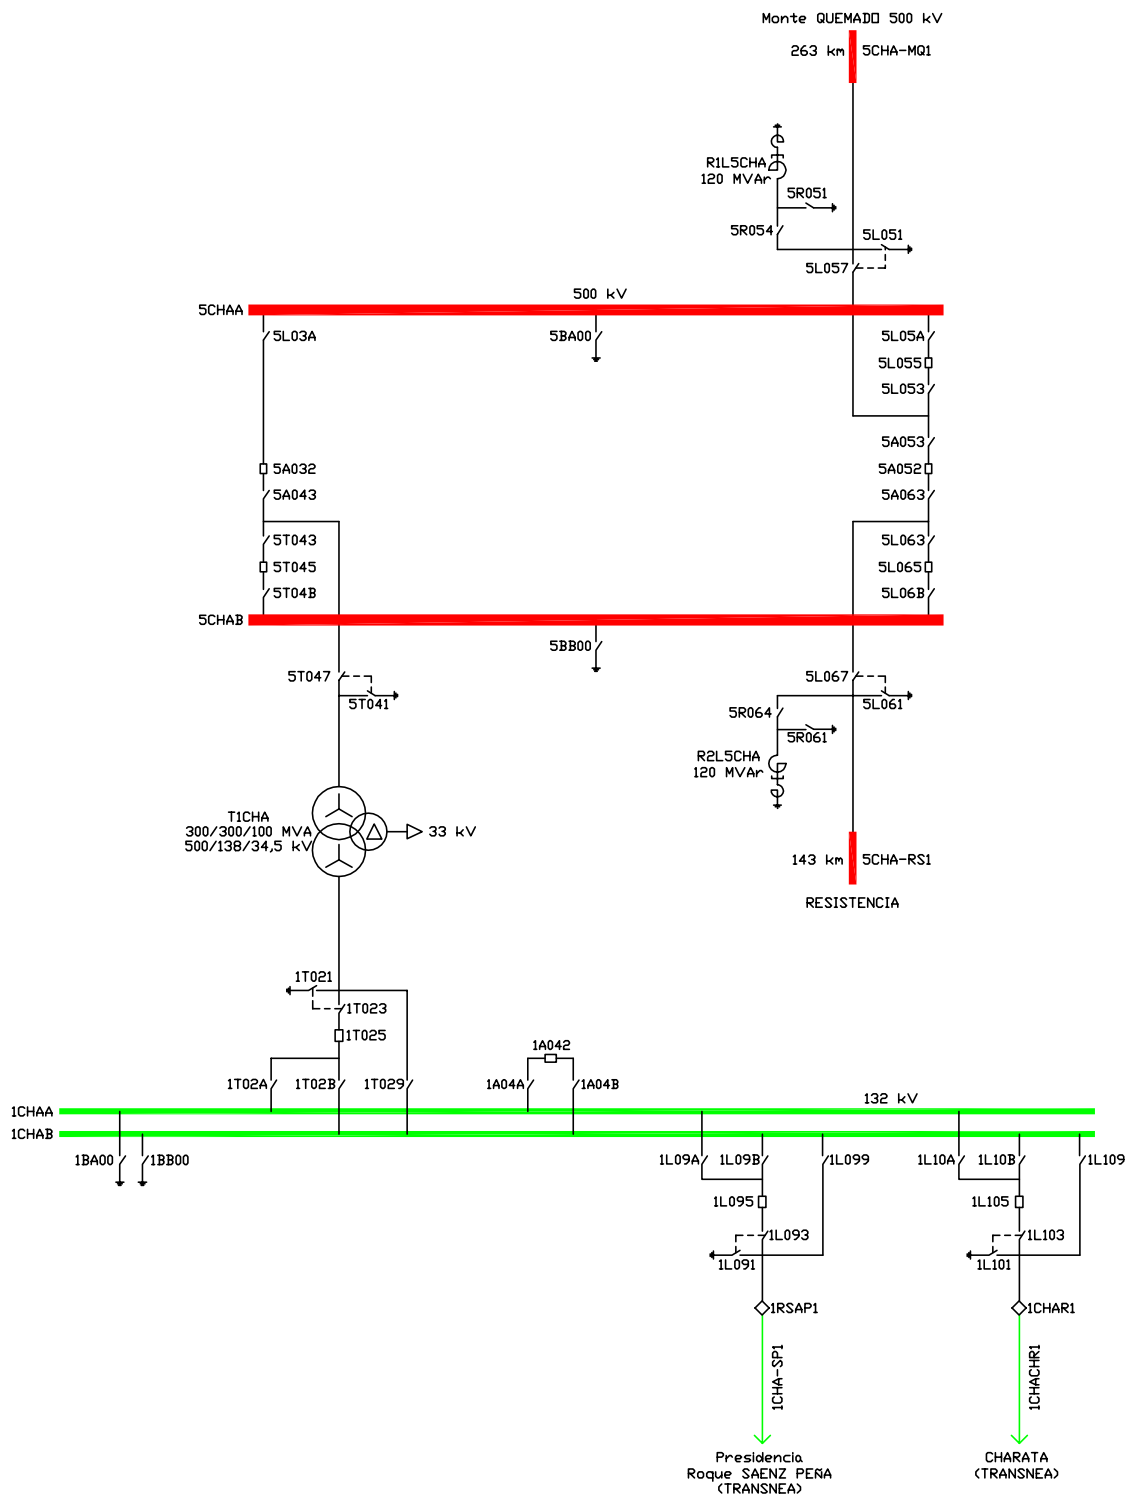 Monte QUEMADO 500 kV
263 km
5CHA-MQ1
R1L5CHA
120 MVAr
5R051
5R054
5L051
5L057
500 kV
5CHAA
5L03A
5BA00
5L05A
5L055
5L053
5A053
5A032
5A052
5A043
5A063
5T043
5L063
5T045
5L065
5T04B
5L06B
5CHAB
5BB00
5T047
5T041
5L067
5L061
5R064
5R061
R2L5CHA
120 MVAr
T1CHA
300/300/100 MVA
500/138/34,5 kV
33 kV
143 km
5CHA-RS1
RESISTENCIA
1T021
1T023
1T025
1A042
1T02A
1T02B
1T029
1A04A
1A04B
132 kV
1CHAA
1CHAB
1BA00
1BB00
1L09A
1L09B
1L099
1L10A
1L10B
1L109
1L095
1L105
1L093
1L103
1L091
1L101
1RSAP1
1CHAR1
1CHA-SP1
1CHACHR1
Presidencia
Roque SAENZ PEÑA
(TRANSNEA)
CHARATA
(TRANSNEA)